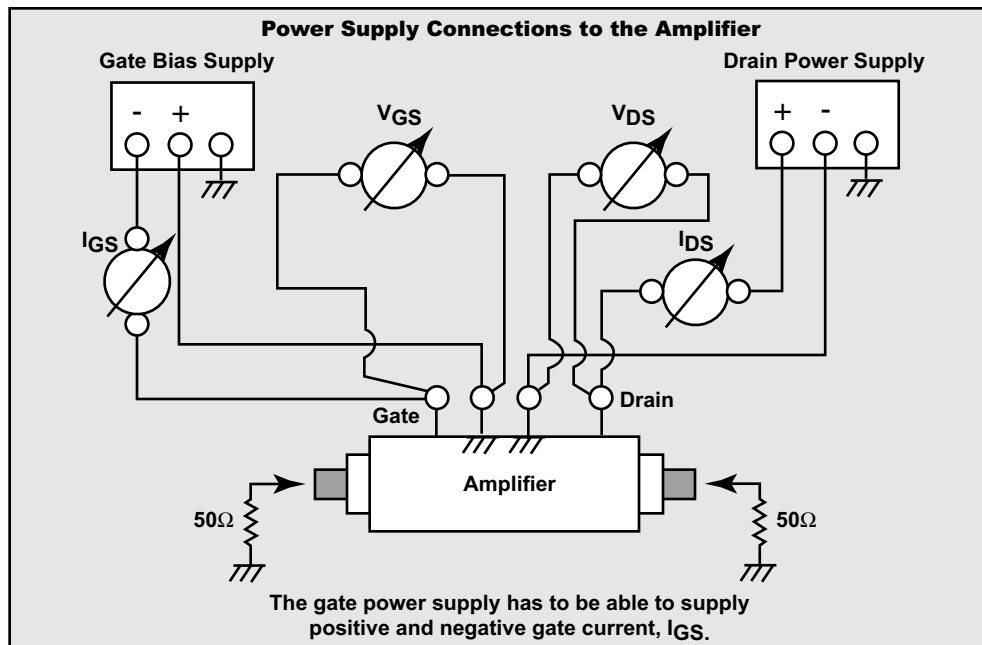 Power Supply Connections to the Amplifier
Gate Bias Supply
Drain Power Supply
- +
+ -
VGS
VDS
IGS
IDS
Gate
Drain
Amplifier
50Ω
50Ω
The gate power supply has to be able to supply
positive and negative gate current, IGS.